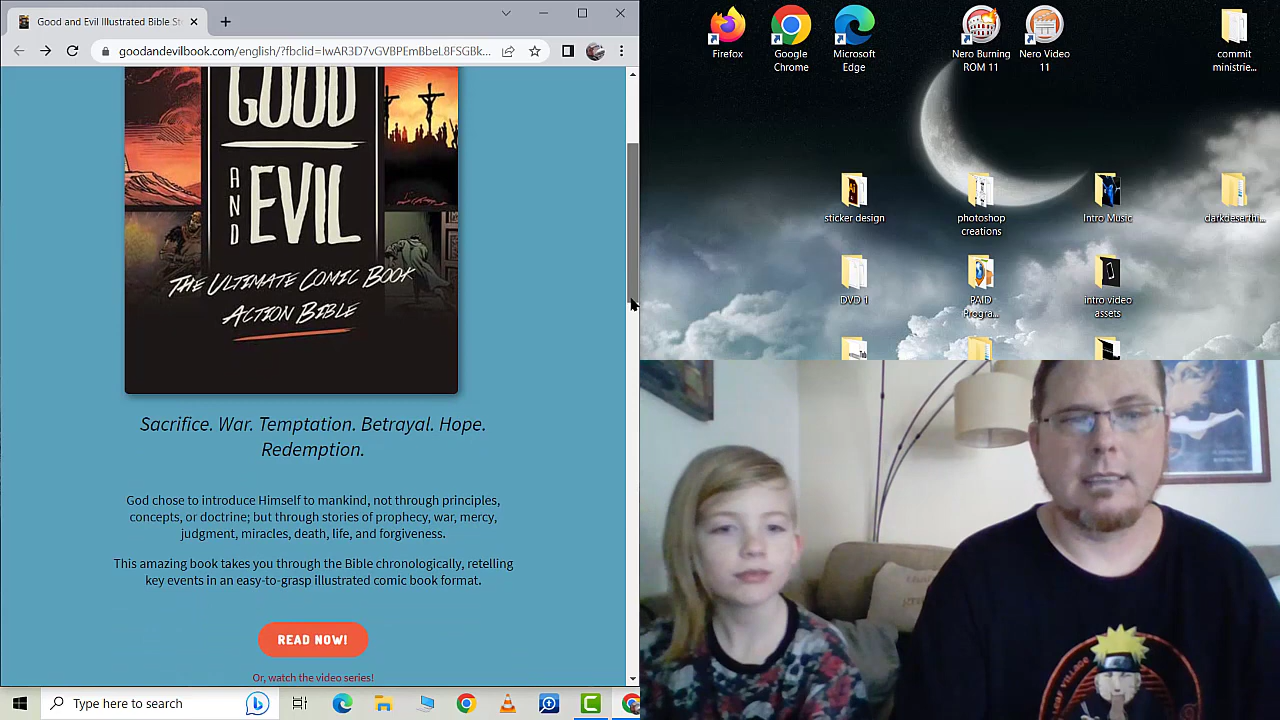 Good and Evil Illustrated Bible St
goodandevilbook.com/english/?fbclid=IwAR3D7vGVBPEmBbeL8FSGBk...
GOOD
AND
EVIL
THE ULTIMATE COMIC BOOK
ACTION BIBLE
Sacrifice. War. Temptation. Betrayal. Hope.
Redemption.
God chose to introduce Himself to mankind, not through principles,
concepts, or doctrine; but through stories of prophecy, war, mercy,
judgment, miracles, death, life, and forgiveness.
This amazing book takes you through the Bible chronologically, retelling
key events in an easy-to-grasp illustrated comic book format.
READ NOW!
Or, watch the video series!
Type here to search
Firefox
Google
Chrome
Microsoft
Edge
Nero Burning
ROM 11
Nero Video
11
commit
ministrie...
sticker design
photoshop
creations
Intro Music
darkdeserthi...
DVD 1
PAID
Progra...
intro video
assets
LEAF VILLAGE